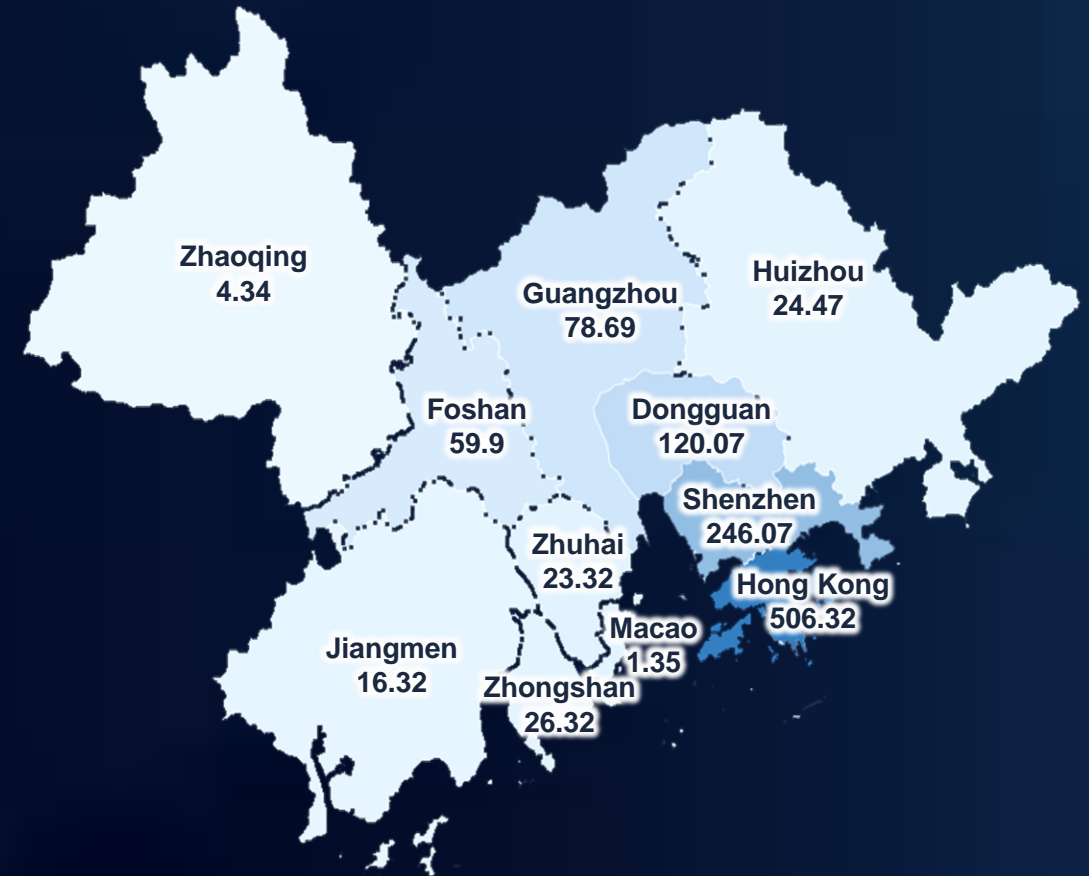 Zhaoqing
4.34
Guangzhou
78.69
Huizhou
24.47
Foshan
59.9
Dongguan
120.07
Shenzhen
246.07
Zhuhai
23.32
Hong Kong
506.32
Macao
1.35
Jiangmen
16.32
Zhongshan
26.32